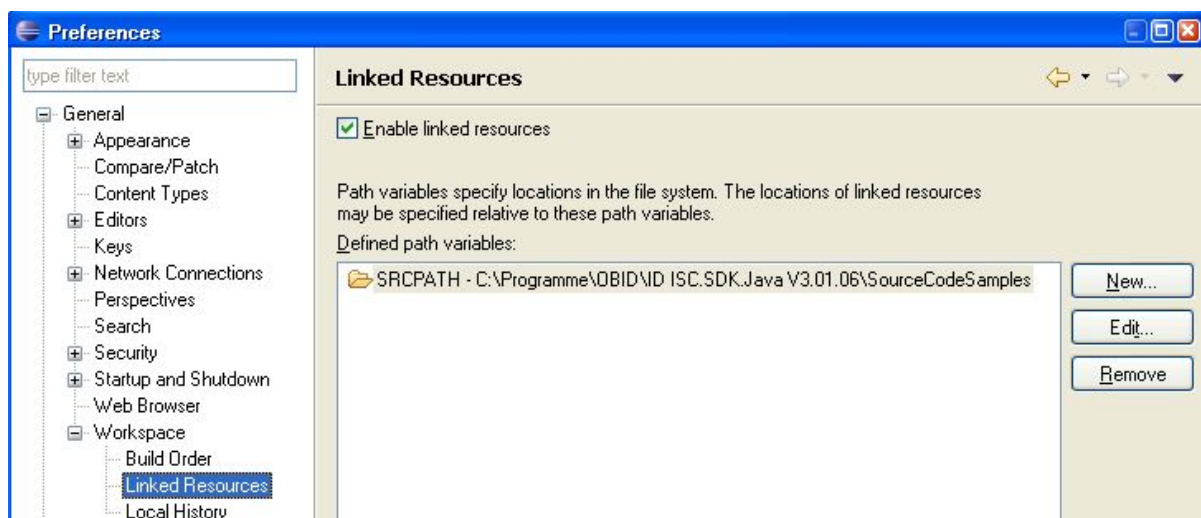 Preferences
type filter text
General
Appearance
Compare/Patch
Content Types
Editors
Keys
Network Connections
Perspectives
Search
Security
Startup and Shutdown
Web Browser
Workspace
Build Order
Linked Resources
Local History
Linked Resources
Enable linked resources
Path variables specify locations in the file system. The locations of linked resources
may be specified relative to these path variables.
Defined path variables:
SRCPATH - C:\Programme\OBID\ID ISC.SDK.Java V3.01.06\SourceCodeSamples
New...
Edit...
Remove